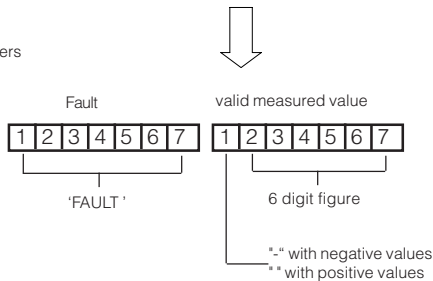 ers
Fault
valid measured value
1 2 3 4 5 6 7
1 2 3 4 5 6 7
'FAULT '
6 digit figure
"-“ with negative values
" " with positive values